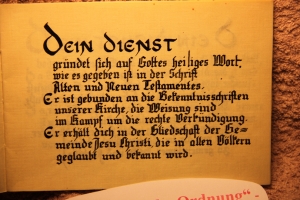 Dein Dienst
gründet sich auf Gottes heiliges Wort,
wie es gegeben ist in der Schrift
Alten und Neuen Testamentes.
Er ist gebunden an die Bekenntnisschriften
unserer Kirche, die Weisung sind
im Kampf um die rechte Verkündigung.
Er erhält dich in der Gliedschaft der Ge-
meinde Jesu Christi, die in allen Völkern
geglaubt und bekannt wird.
Ordnung“